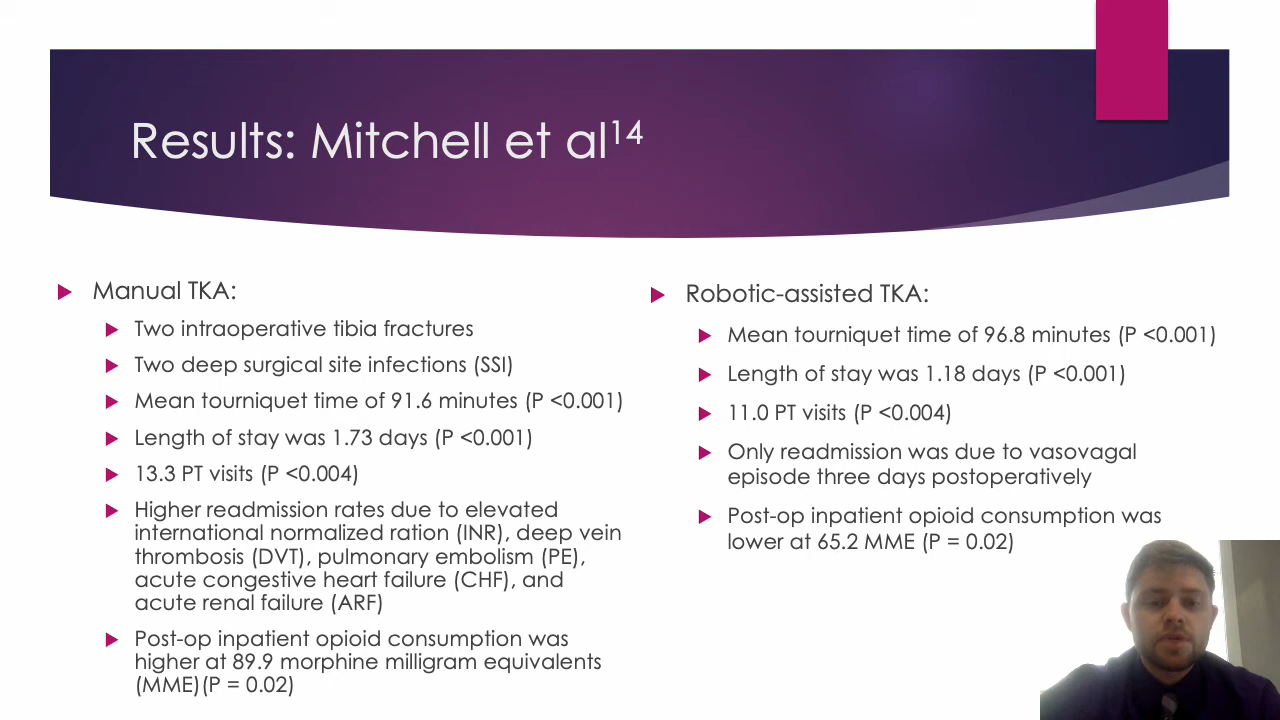 Results: Mitchell et al¹⁴
Manual TKA:
Two intraoperative tibia fractures
Two deep surgical site infections (SSI)
Mean tourniquet time of 91.6 minutes (P <0.001)
Length of stay was 1.73 days (P <0.001)
13.3 PT visits (P <0.004)
Higher readmission rates due to elevated
international normalized ration (INR), deep vein
thrombosis (DVT), pulmonary embolism (PE),
acute congestive heart failure (CHF), and
acute renal failure (ARF)
Post-op inpatient opioid consumption was
higher at 89.9 morphine milligram equivalents
(MME)(P = 0.02)
Robotic-assisted TKA:
Mean tourniquet time of 96.8 minutes (P <0.001)
Length of stay was 1.18 days (P <0.001)
11.0 PT visits (P <0.004)
Only readmission was due to vasovagal
episode three days postoperatively
Post-op inpatient opioid consumption was
lower at 65.2 MME (P = 0.02)